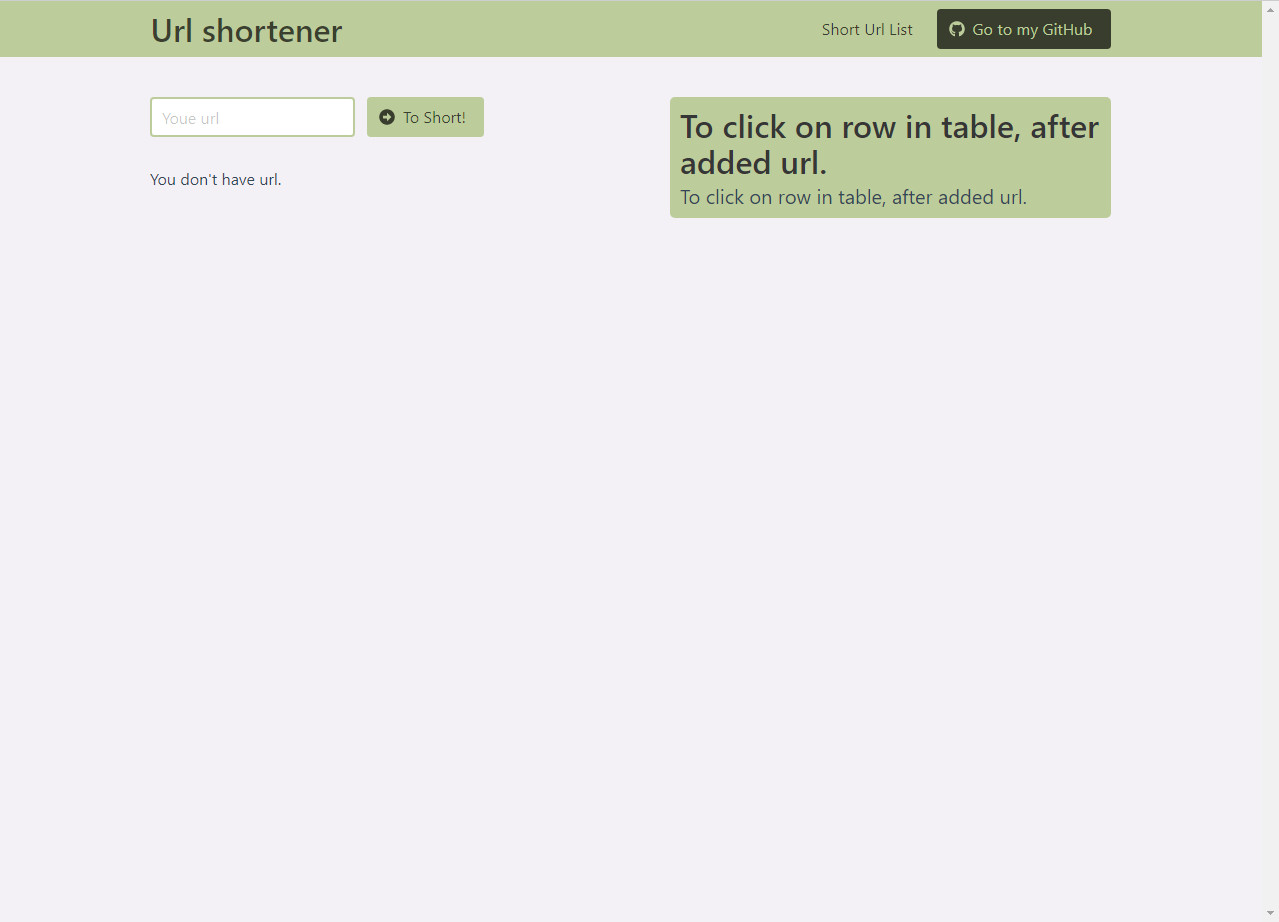 Url shortener
Short Url List
Go to my GitHub
Youe url
To Short!
You don't have url.
To click on row in table, after
added url.
To click on row in table, after added url.